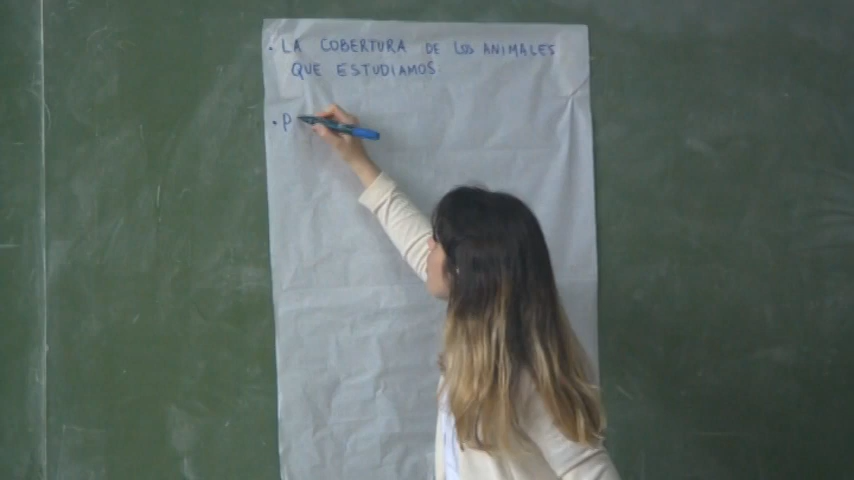 • LA COBERTURA DE LOS ANIMALES
QUE ESTUDIAMOS.
• P